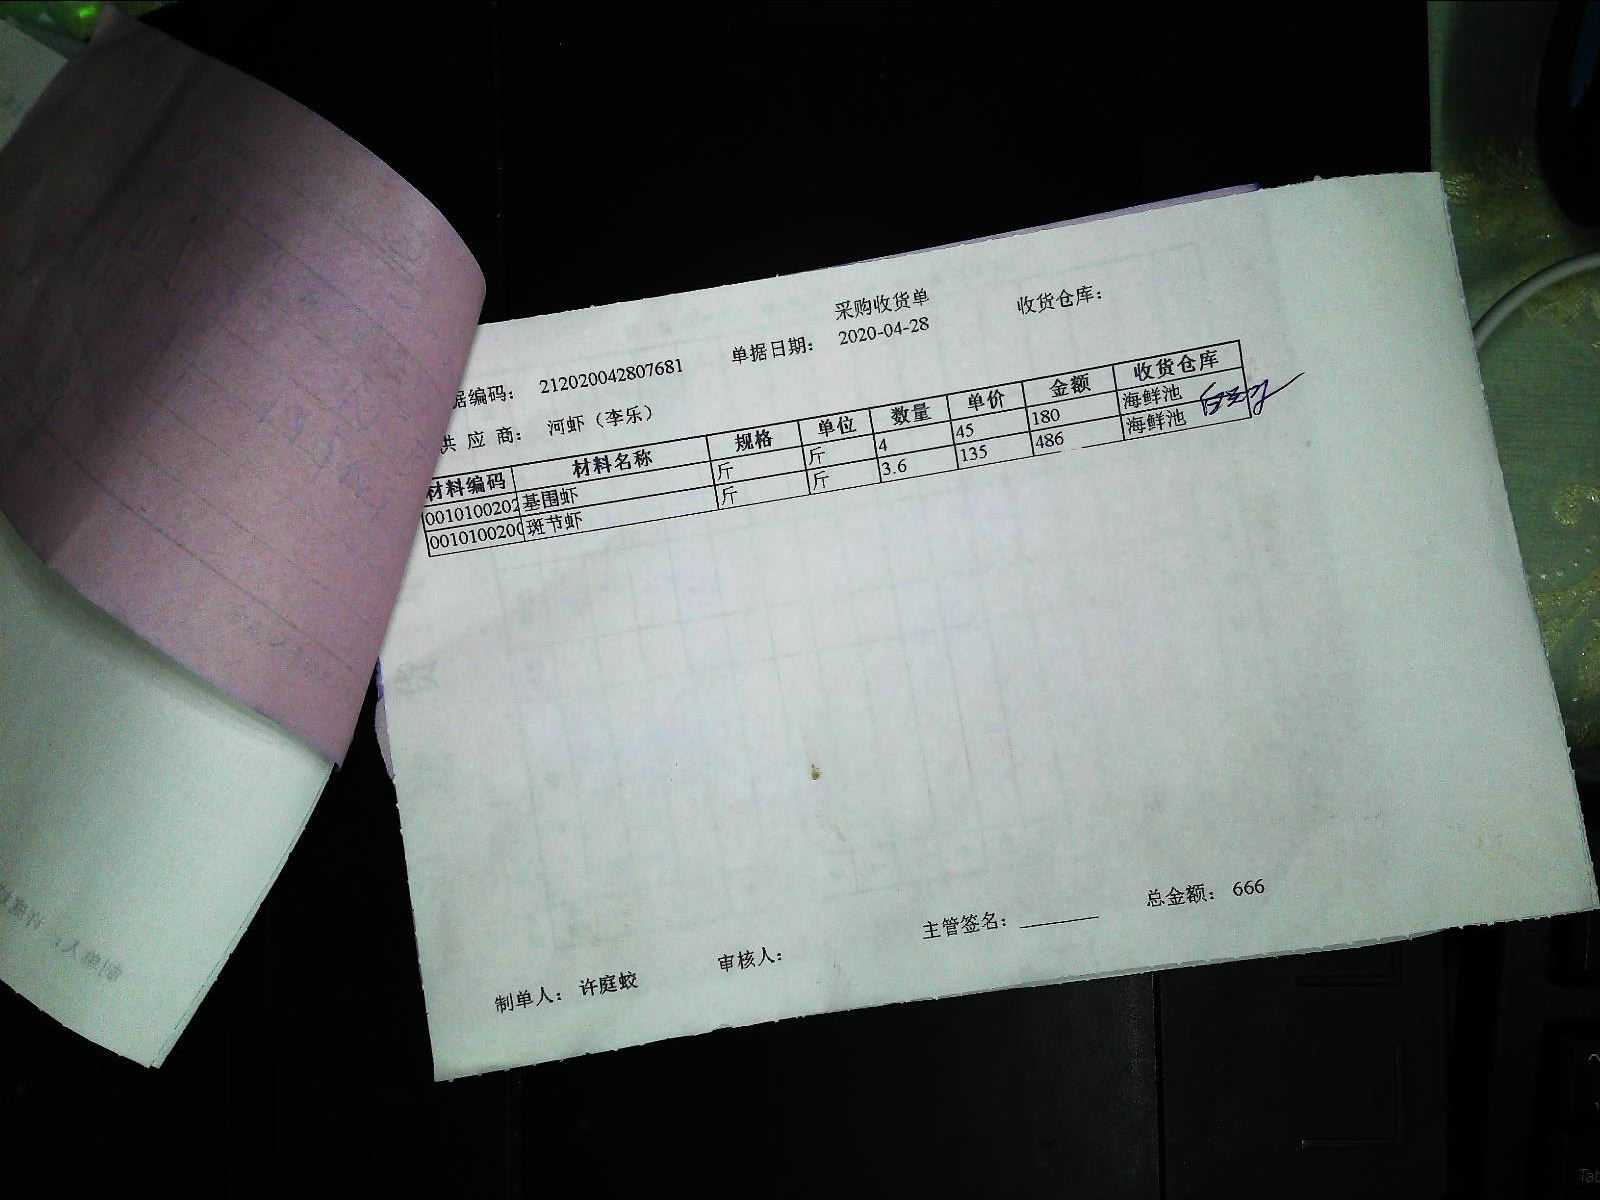 采购收货单
据编码： 212020042807681 单据日期： 2020-04-28 收货仓库：
供 应 商： 河虾（李乐）
材料编码 材料名称 规格 单位 数量 单价 金额 收货仓库
0010100202 基围虾 斤 斤 4 45 180 海鲜池
0010100200 斑节虾 斤 斤 3.6 135 486 海鲜池
制单人： 许庭蛟 审核人： 主管签名： 总金额： 666